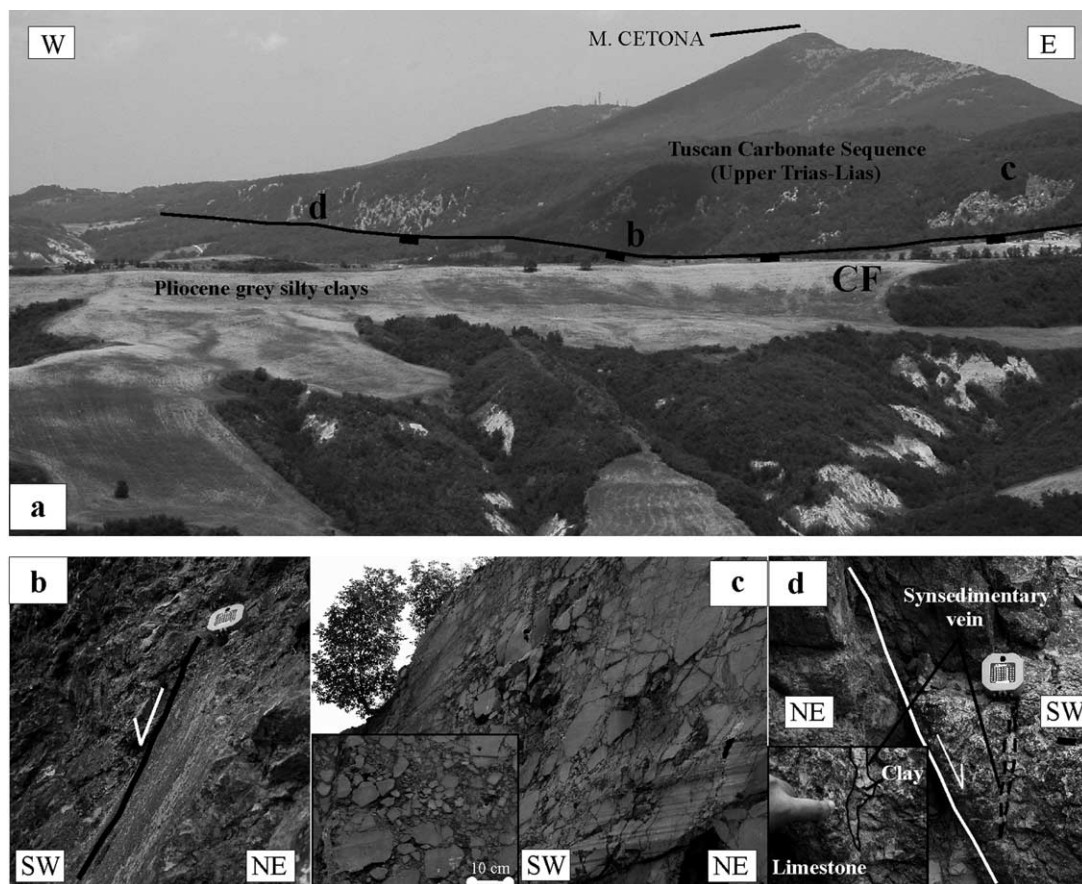 W
M. CETONA
E
Tuscan Carbonate Sequence
(Upper Trias-Lias)
c
d
b
CF
Pliocene grey silty clays
a
b
SW
NE
c
10 cm
SW
NE
d
Synsedimentary
vein
NE
SW
Clay
Limestone